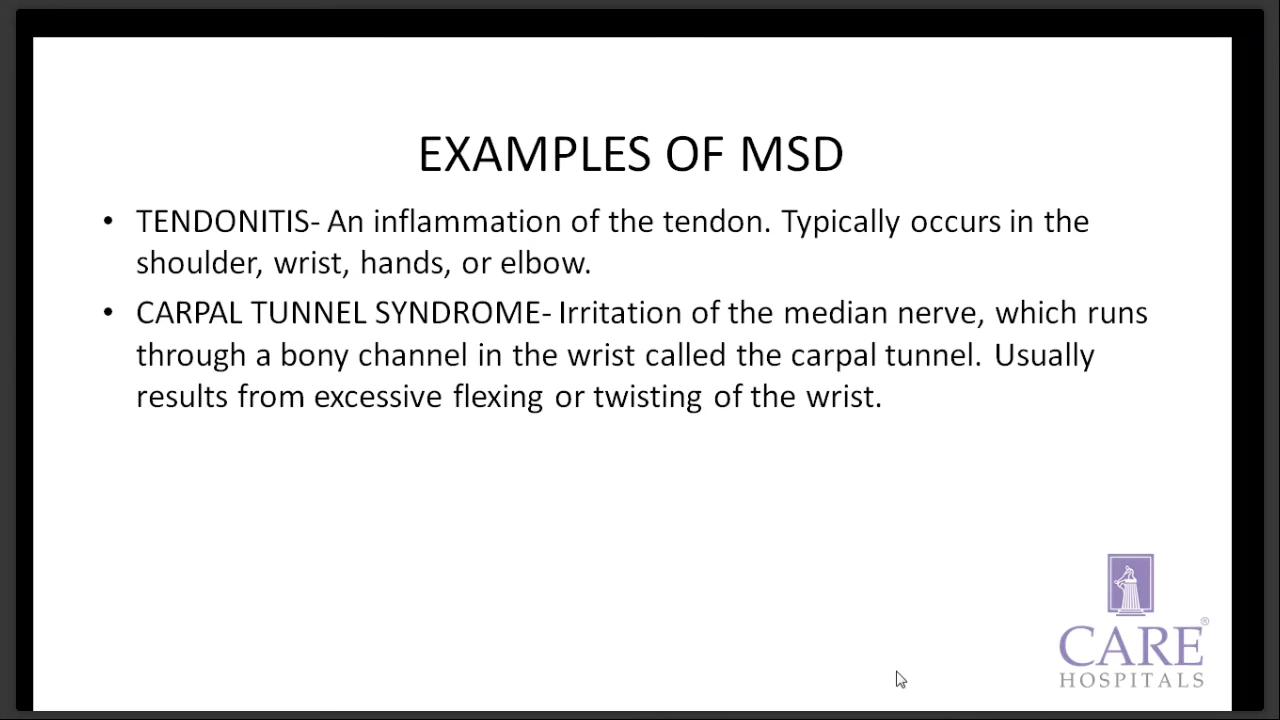 EXAMPLES OF MSD
• TENDONITIS- An inflammation of the tendon. Typically occurs in the
shoulder, wrist, hands, or elbow.
• CARPAL TUNNEL SYNDROME- Irritation of the median nerve, which runs
through a bony channel in the wrist called the carpal tunnel. Usually
results from excessive flexing or twisting of the wrist.
CARE®
HOSPITALS